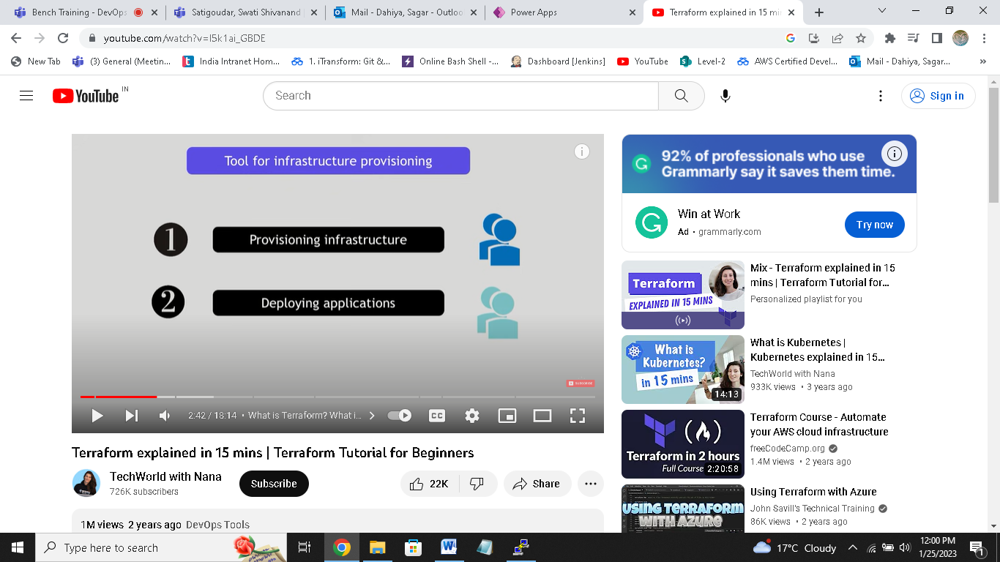 Bench Training - DevOps
Satigoudar, Swati Shivanand
Mail - Dahiya, Sagar - Outloo
Power Apps
Terraform explained in 15 mi
youtube.com/watch?v=l5k1ai_GBDE
New Tab
(3) General (Meetin...
India Intranet Hom...
1. iTransform: Git &...
Online Bash Shell -...
Dashboard [Jenkins]
YouTube
Level-2
AWS Certified Devel...
Mail - Dahiya, Sagar...
»
YouTube IN
Search
Sign in
Tool for infrastructure provisioning
1 Provisioning infrastructure
2 Deploying applications
SUBSCRIBE
2:42 / 18:14 • What is Terraform? What i...
CC
Terraform explained in 15 mins | Terraform Tutorial for Beginners
TechWorld with Nana
726K subscribers
Subscribe
22K
Share
1M views 2 years ago DevOps Tools
92% of professionals who use
Grammarly say it saves them time.
Win at Work
Ad • grammarly.com
Try now
Terraform
EXPLAINED IN 15 MINS
Mix - Terraform explained in 15
mins | Terraform Tutorial for...
Personalized playlist for you
What is
Kubernetes?
in 15 mins
14:13
What is Kubernetes |
Kubernetes explained in 15...
TechWorld with Nana
933K views • 3 years ago
Terraform in 2 hours
Full Course
2:20:58
Terraform Course - Automate
your AWS cloud infrastructure
freeCodeCamp.org
1.4M views • 2 years ago
USING TERRAFORM
WITH AZURE
Using Terraform with Azure
John Savill's Technical Training
86K views • 2 years ago
Type here to search
17°C Cloudy
12:00 PM
1/25/2023
1